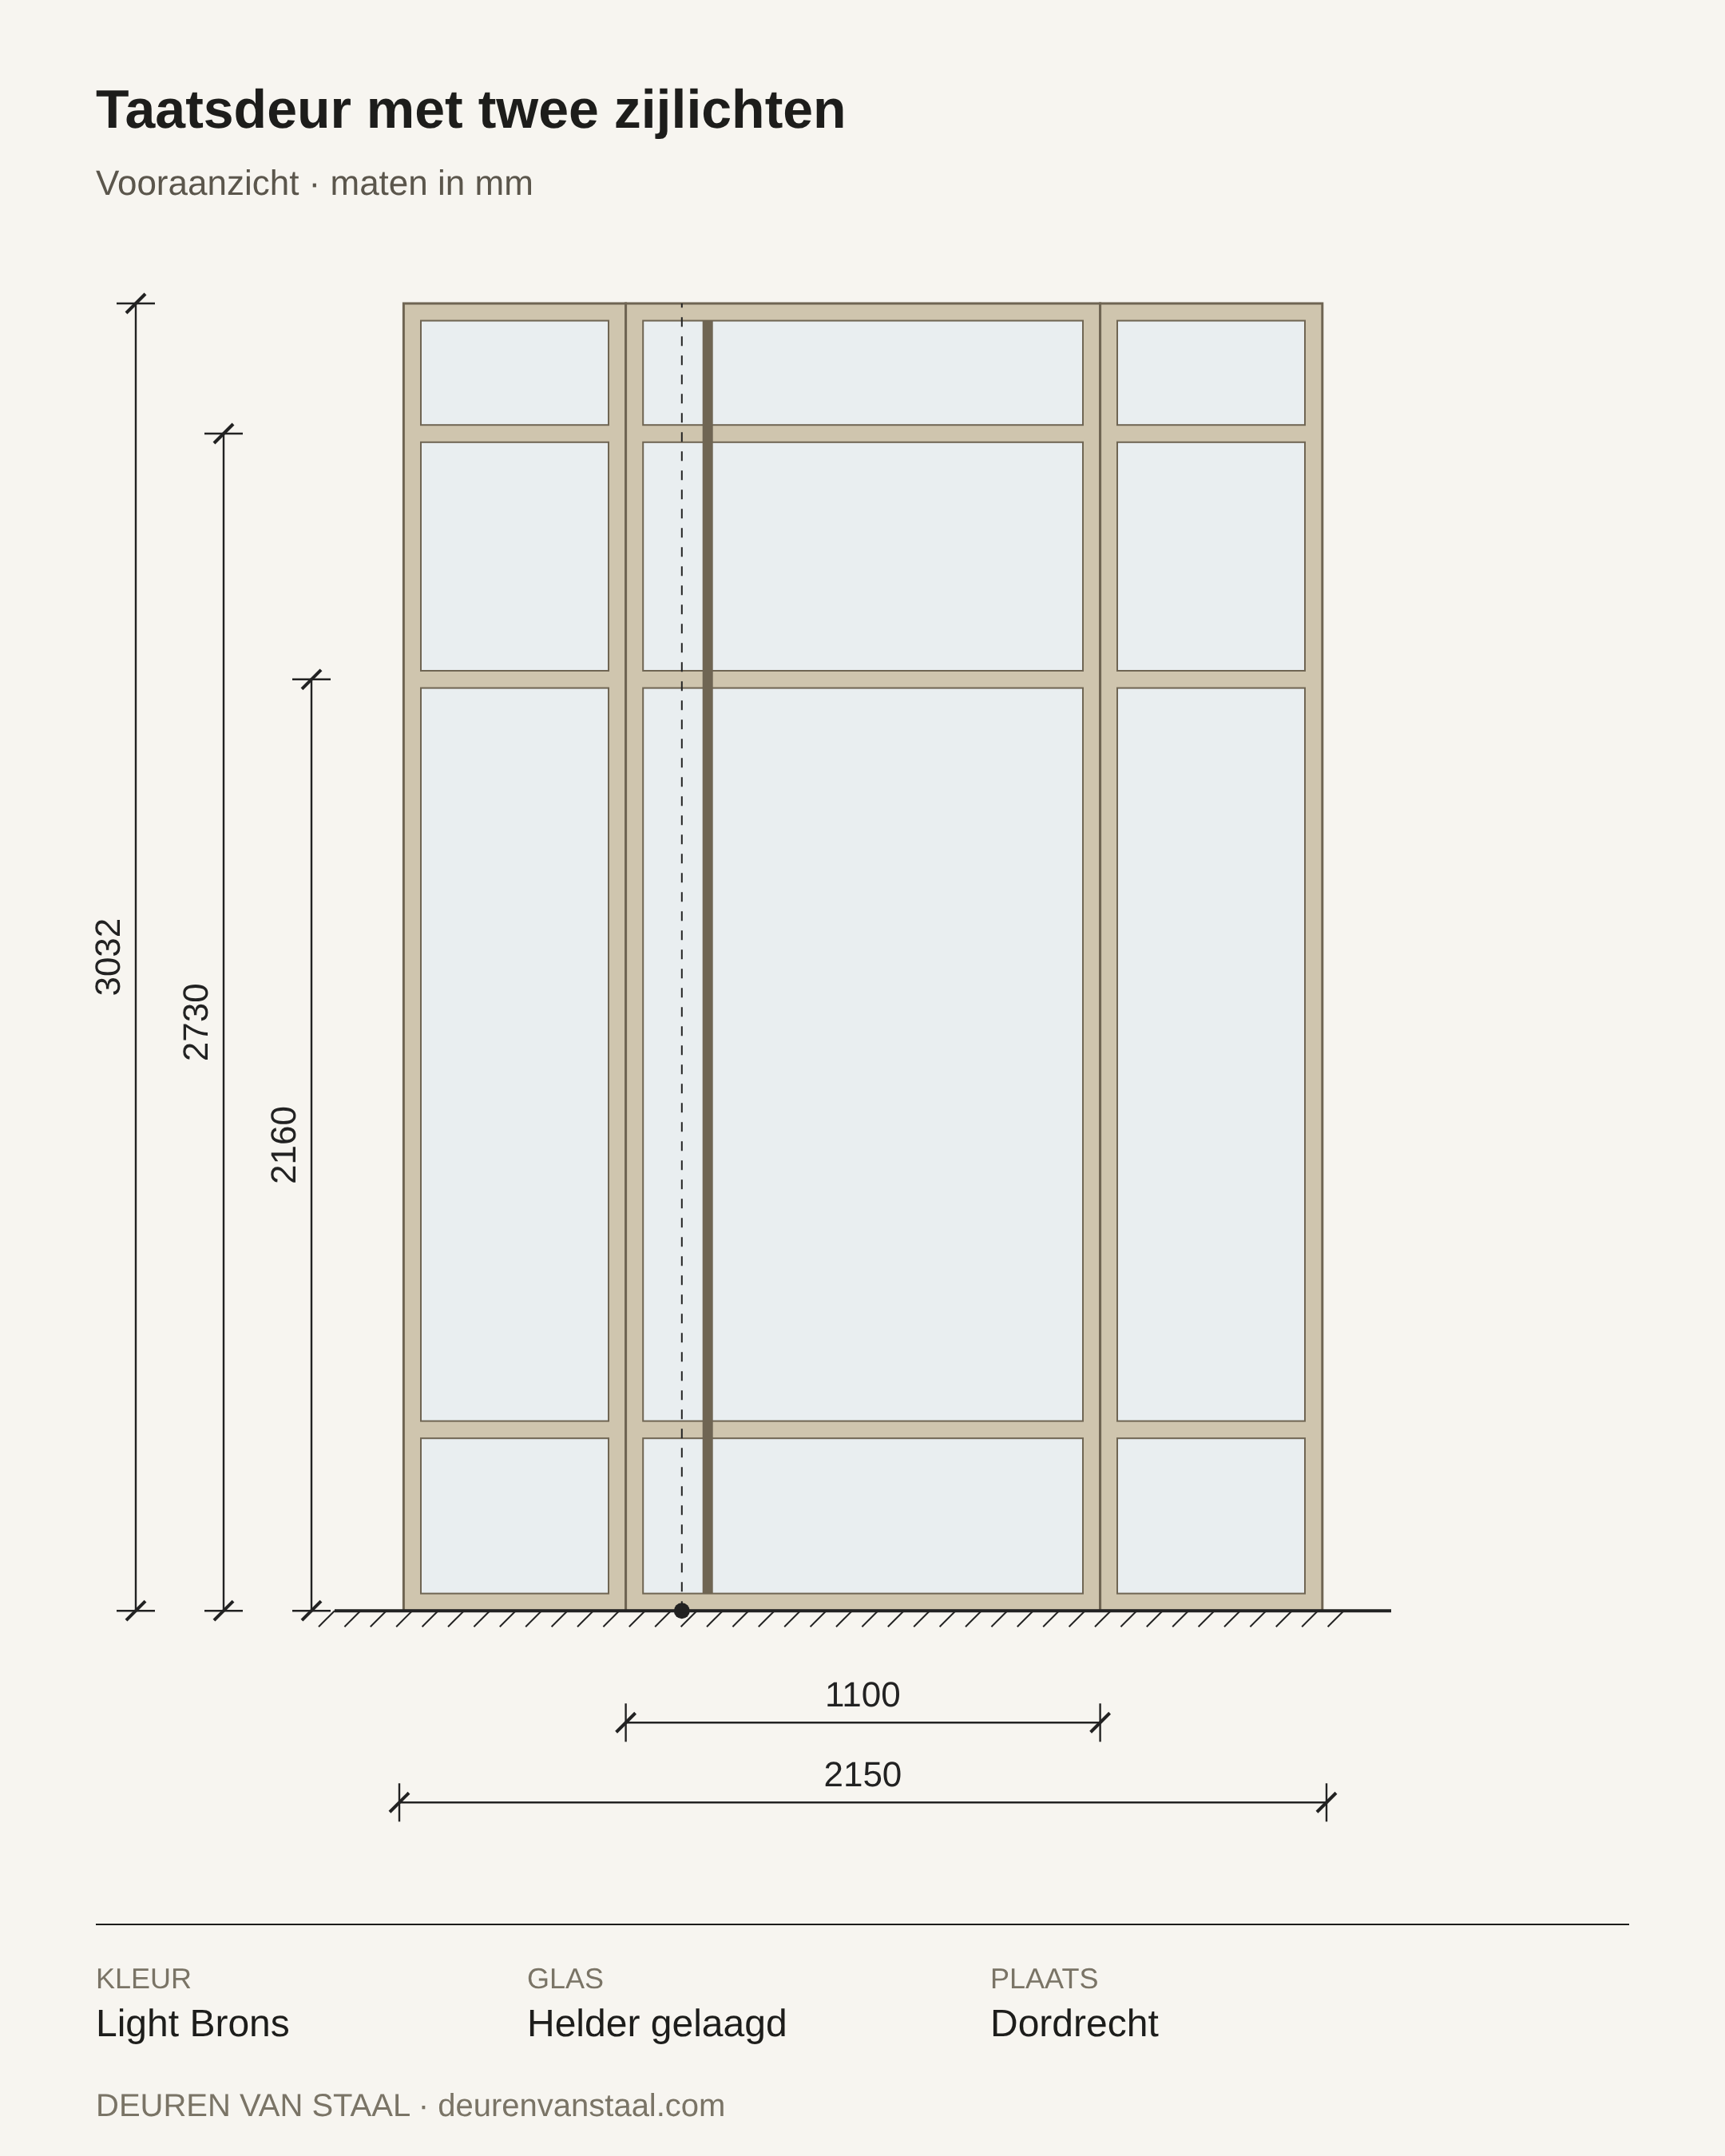 Taatsdeur met twee zijlichten
Vooraanzicht · maten in mm
3032
2730
2160
1100
2150
KLEUR
Light Brons
GLAS
Helder gelaagd
PLAATS
Dordrecht
DEUREN VAN STAAL · deurenvanstaal.com